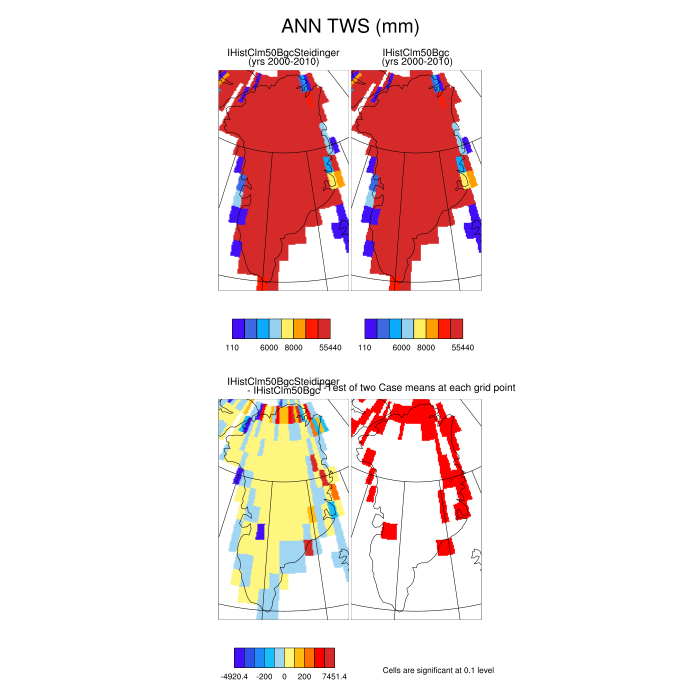 ANN TWS (mm)
IHistClm50BgcSteidinger
(yrs 2000-2010)
IHistClm50Bgc
(yrs 2000-2010)
110 6000 8000 55440
110 6000 8000 55440
IHistClm50BgcSteidinger
- IHistClm50Bgc
T-Test of two Case means at each grid point
-4920.4 -200 0 200 7451.4
Cells are significant at 0.1 level